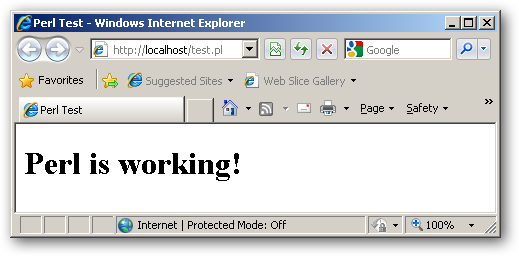 Perl Test - Windows Internet Explorer
http://localhost/test.pl
Google
Favorites
Suggested Sites
Web Slice Gallery
Perl Test
Page
Safety
»
Perl is working!
Internet | Protected Mode: Off
100%